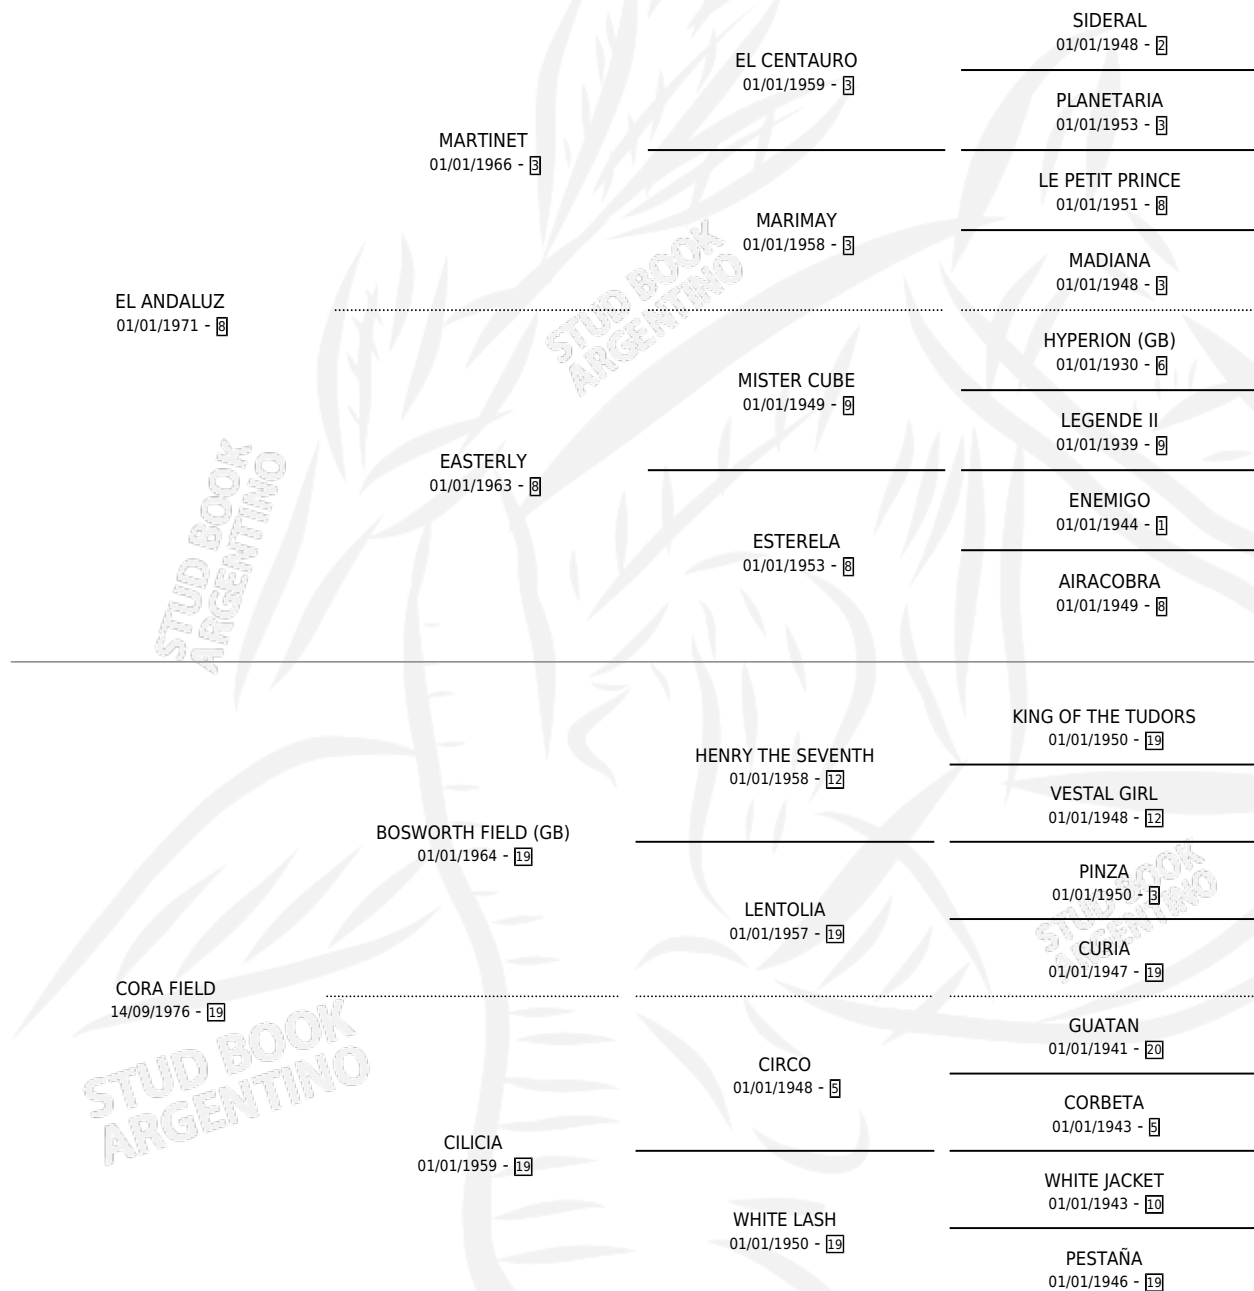 SIDERAL
01/01/1948 - 2
EL CENTAURO
01/01/1959 - 3
PLANETARIA
01/01/1953 - 3
MARTINET
01/01/1966 - 3
LE PETIT PRINCE
01/01/1951 - 8
MARIMAY
01/01/1958 - 3
MADIANA
01/01/1948 - 3
EL ANDALUZ
01/01/1971 - 8
HYPERION (GB)
01/01/1930 - 6
MISTER CUBE
01/01/1949 - 9
LEGENDE II
01/01/1939 - 9
EASTERLY
01/01/1963 - 8
ENEMIGO
01/01/1944 - 1
ESTERELA
01/01/1953 - 8
AIRACOBRA
01/01/1949 - 8
KING OF THE TUDORS
01/01/1950 - 19
HENRY THE SEVENTH
01/01/1958 - 12
VESTAL GIRL
01/01/1948 - 12
BOSWORTH FIELD (GB)
01/01/1964 - 19
PINZA
01/01/1950 - 3
LENTOLIA
01/01/1957 - 19
CURIA
01/01/1947 - 19
CORA FIELD
14/09/1976 - 19
GUATAN
01/01/1941 - 20
CIRCO
01/01/1948 - 5
CORBETA
01/01/1943 - 5
CILICIA
01/01/1959 - 19
WHITE JACKET
01/01/1943 - 10
WHITE LASH
01/01/1950 - 19
PESTAÑA
01/01/1946 - 19
STUD BOOK
ARGENTINO
STUD BOOK
ARGENTINO
STUD BOOK
ARGENTINO
STUD BOOK
ARGENTINO